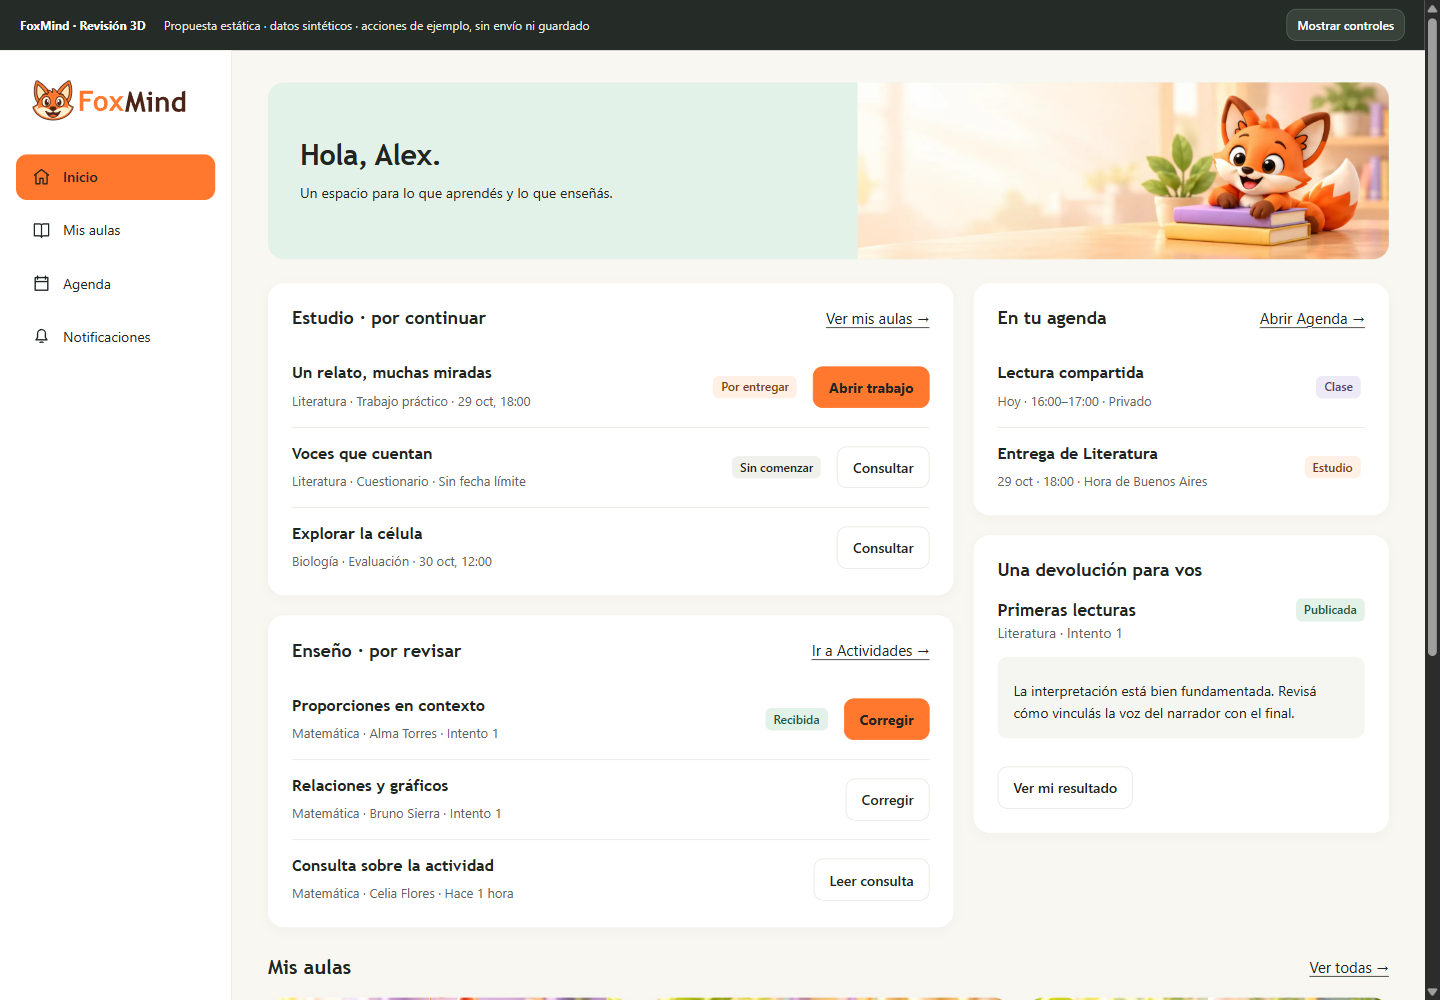 FoxMind · Revisión 3D
Propuesta estática · datos sintéticos · acciones de ejemplo, sin envío ni guardado
Mostrar controles
FoxMind
Inicio
Mis aulas
Agenda
Notificaciones
Hola, Alex.
Un espacio para lo que aprendés y lo que enseñás.
Estudio · por continuar
Ver mis aulas →
Un relato, muchas miradas
Literatura · Trabajo práctico · 29 oct, 18:00
Por entregar
Abrir trabajo
Voces que cuentan
Literatura · Cuestionario · Sin fecha límite
Sin comenzar
Consultar
Explorar la célula
Biología · Evaluación · 30 oct, 12:00
Consultar
Enseño · por revisar
Ir a Actividades →
Proporciones en contexto
Matemática · Alma Torres · Intento 1
Recibida
Corregir
Relaciones y gráficos
Matemática · Bruno Sierra · Intento 1
Corregir
Consulta sobre la actividad
Matemática · Celia Flores · Hace 1 hora
Leer consulta
En tu agenda
Abrir Agenda →
Lectura compartida
Hoy · 16:00–17:00 · Privado
Clase
Entrega de Literatura
29 oct · 18:00 · Hora de Buenos Aires
Estudio
Una devolución para vos
Primeras lecturas
Literatura · Intento 1
Publicada
La interpretación está bien fundamentada. Revisá
cómo vinculás la voz del narrador con el final.
Ver mi resultado
Mis aulas
Ver todas →